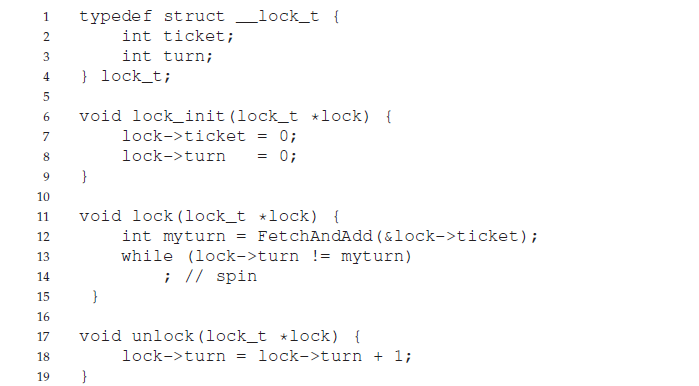 1 typedef struct __lock_t {
2 int ticket;
3 int turn;
4 } lock_t;
5
6 void lock_init(lock_t *lock) {
7 lock->ticket = 0;
8 lock->turn = 0;
9 }
10
11 void lock(lock_t *lock) {
12 int myturn = FetchAndAdd(&lock->ticket);
13 while (lock->turn != myturn)
14 ; // spin
15 }
16
17 void unlock(lock_t *lock) {
18 lock->turn = lock->turn + 1;
19 }